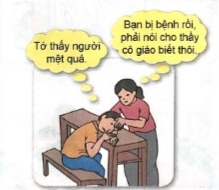 Tớ thấy người
mệt quá.
Bạn bị bệnh rồi,
phải nói cho thầy
cô giáo biết thôi.